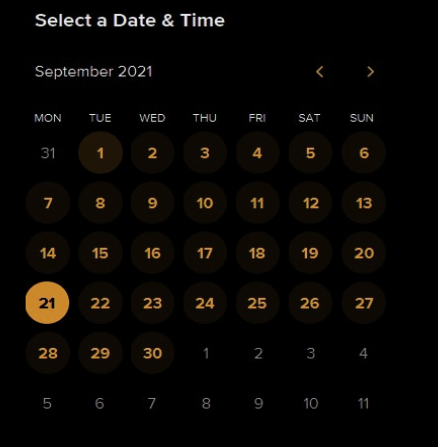 Select a Date & Time
September 2021
MON TUE WED THU FRI SAT SUN
31 1 2 3 4 5 6
7 8 9 10 11 12 13
14 15 16 17 18 19 20
21 22 23 24 25 26 27
28 29 30 1 2 3 4
5 6 7 8 9 10 11